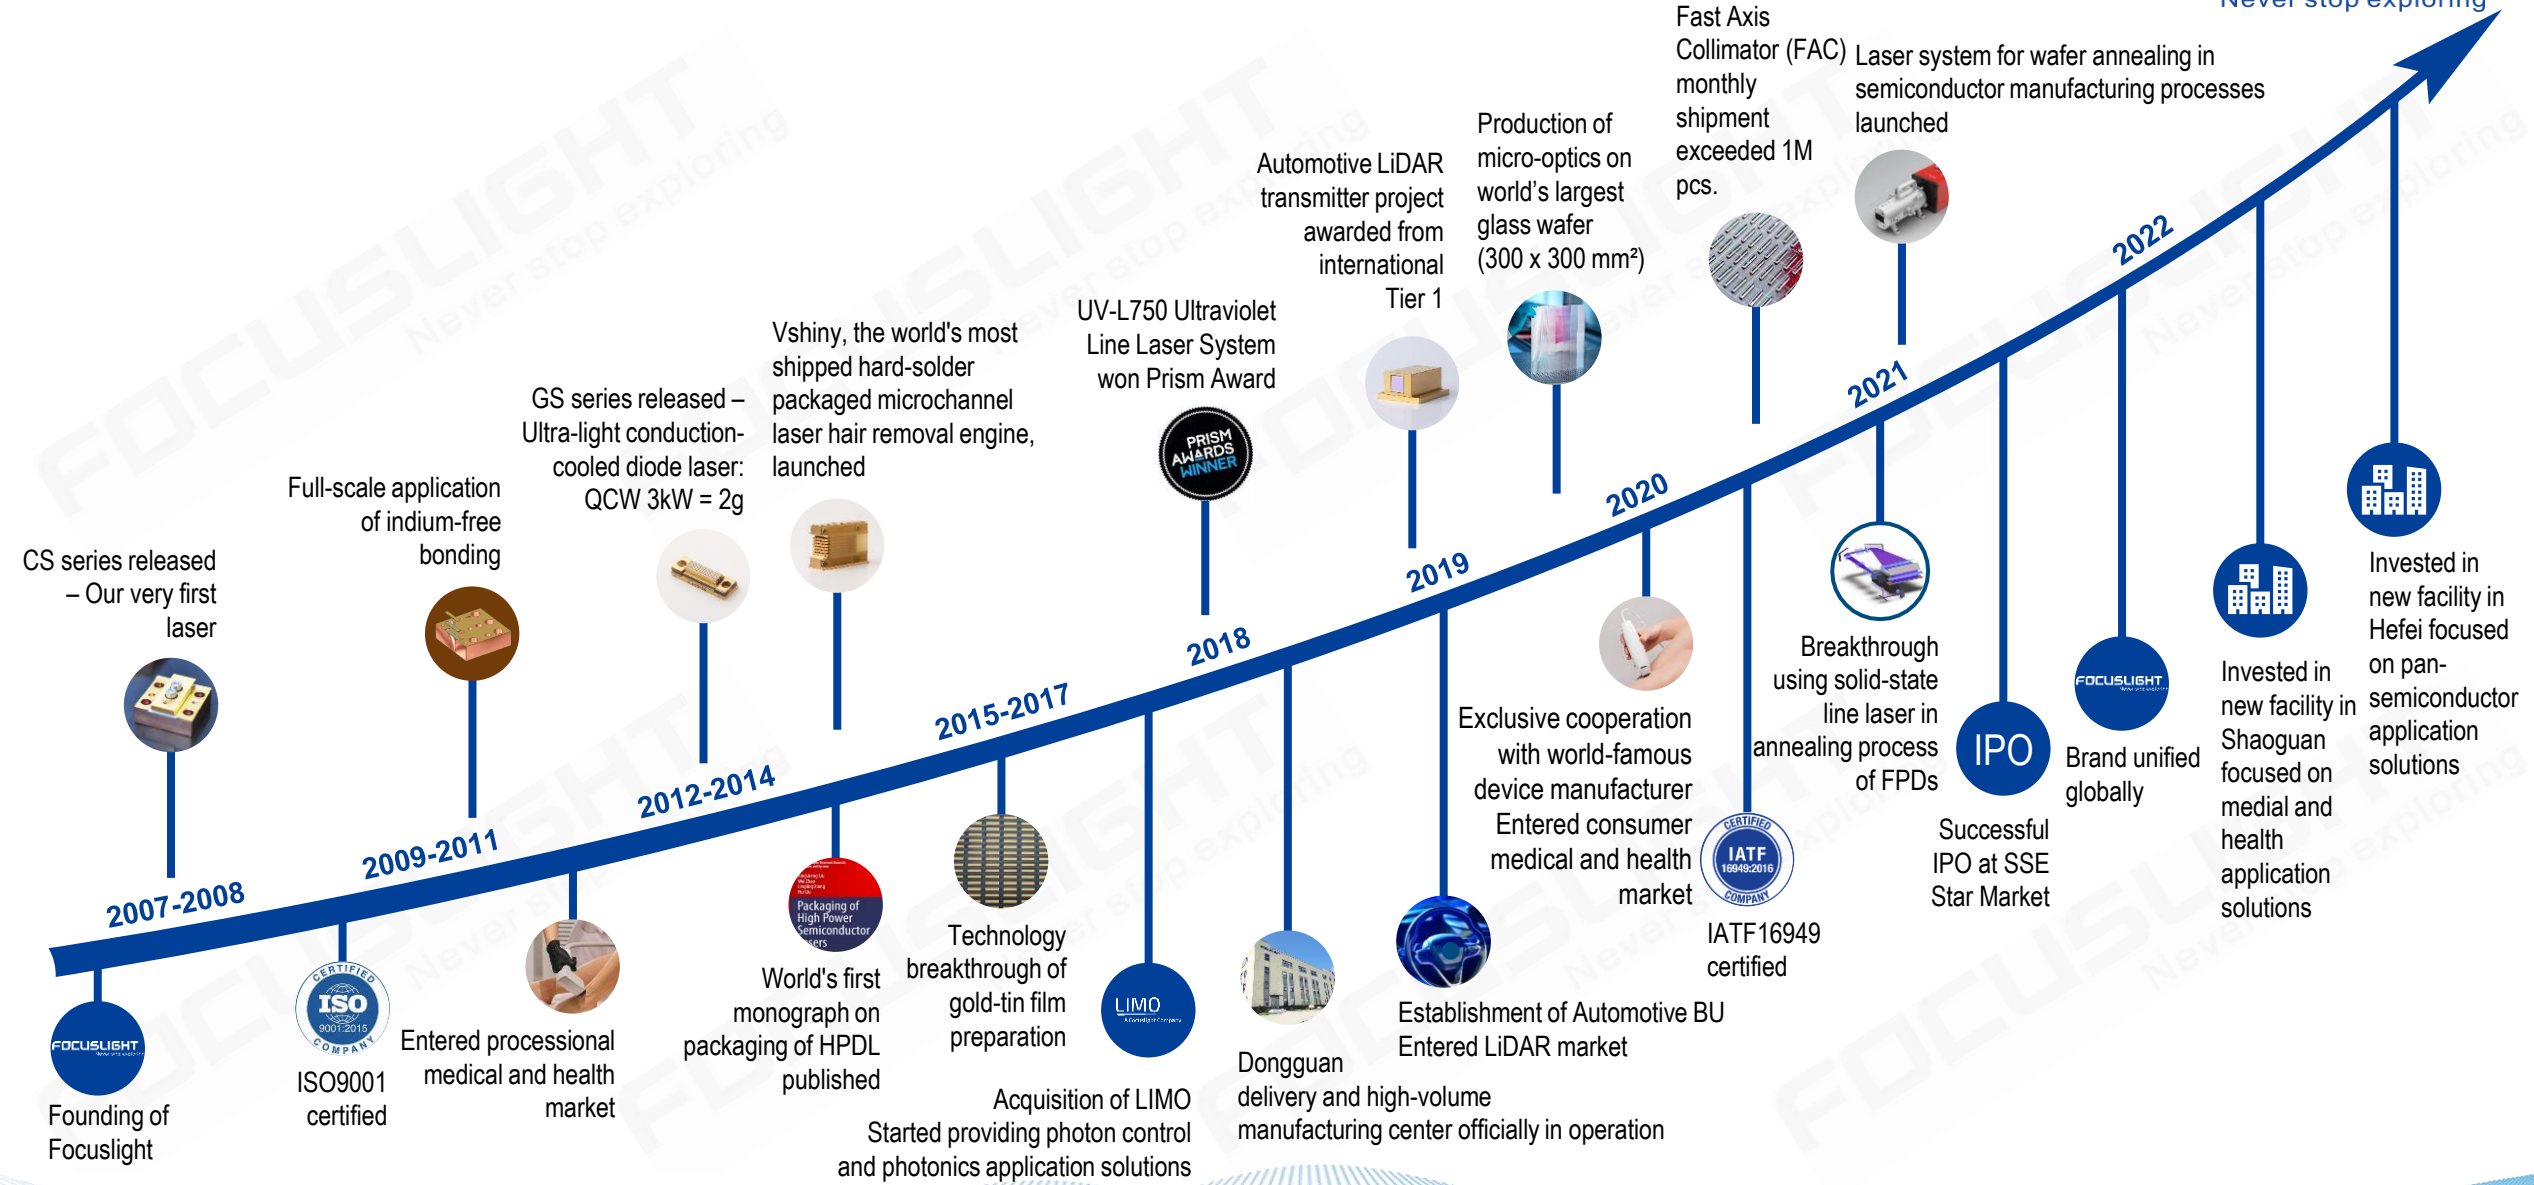 Never stop exploring
CS series released
– Our very first
laser
Full-scale application
of indium-free
bonding
GS series released –
Ultra-light conduction-
cooled diode laser:
QCW 3kW = 2g
Vshiny, the world's most
shipped hard-solder
packaged microchannel
laser hair removal engine,
launched
UV-L750 Ultraviolet
Line Laser System
won Prism Award
PRISM
AWARDS
WINNER
Automotive LiDAR
transmitter project
awarded from
international
Tier 1
Production of
micro-optics on
world’s largest
glass wafer
(300 x 300 mm²)
Fast Axis
Collimator (FAC)
monthly
shipment
exceeded 1M
pcs.
Laser system for wafer annealing in
semiconductor manufacturing processes
launched
2007-2008
2009-2011
2012-2014
2015-2017
2018
2019
2020
2021
2022
FOCUSLIGHT
Never stop exploring
Founding of
Focuslight
CERTIFIED
ISO
9001:2015
COMPANY
ISO9001
certified
Entered processional
medical and health
market
Packaging of
High Power
Semiconductor
World's first
monograph on
packaging of HPDL
published
Technology
breakthrough of
gold-tin film
preparation
LIMO
A Focuslight Company
Acquisition of LIMO
Started providing photon control
and photonics application solutions
Dongguan
delivery and high-volume
manufacturing center officially in operation
Establishment of Automotive BU
Entered LiDAR market
Exclusive cooperation
with world-famous
device manufacturer
Entered consumer
medical and health
market
CERTIFIED
IATF
16949:2016
COMPANY
IATF16949
certified
Breakthrough
using solid-state
line laser in
annealing process
of FPDs
IPO
Successful
IPO at SSE
Star Market
FOCUSLIGHT
Never stop exploring
Brand unified
globally
Invested in
new facility in
Shaoguan
focused on
medial and
health
application
solutions
Invested in
new facility in
Hefei focused
on pan-
semiconductor
application
solutions